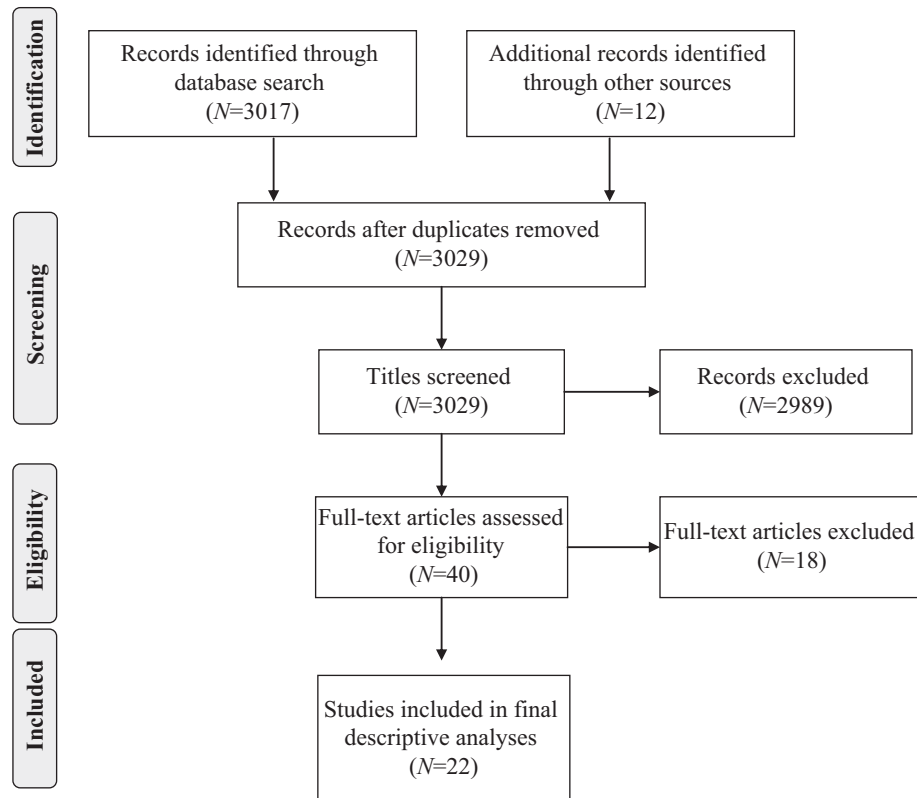 Identification
Records identified through
database search
(N=3017)
Additional records identified
through other sources
(N=12)
Screening
Records after duplicates removed
(N=3029)
Titles screened
(N=3029)
Records excluded
(N=2989)
Eligibility
Full-text articles assessed
for eligibility
(N=40)
Full-text articles excluded
(N=18)
Included
Studies included in final
descriptive analyses
(N=22)